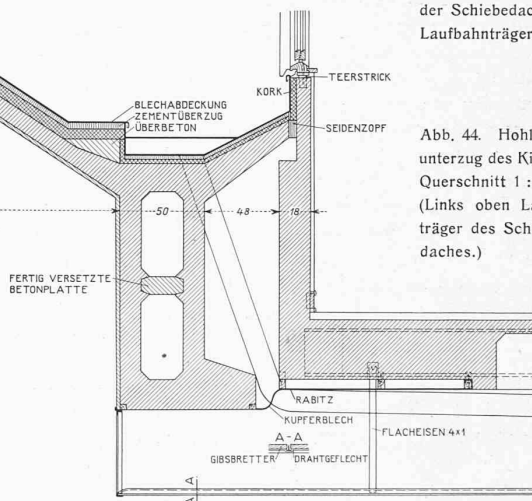 der Schiebedac
Laufbahnträger
TEERSTRICK
KORK
BLECHABDECKUNG
ZEMENTÜBERZUG
ÜBERBETON
SEIDENZOPF
Abb. 44. Hohl
unterzug des Ki
Querschnitt 1 :
(Links oben La
träger des Sch
daches.)
50
48
18
FERTIG VERSETZTE
BETONPLATTE
RABITZ
KUPFERBLECH
A-A
FLACHEISEN 4×1
GIBSBRETTER
DRAHTGEFLECHT
A
A